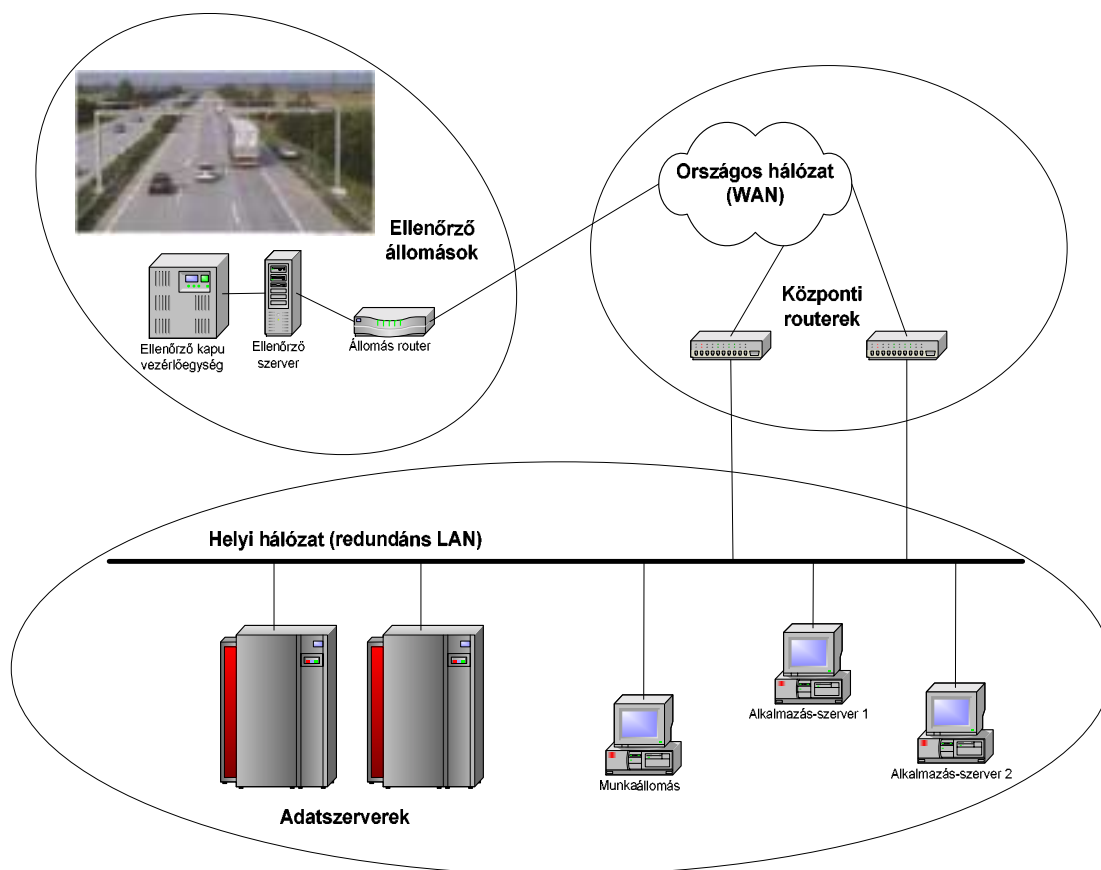 Ellenőrző
állomások
Ellenőrző kapu
vezérlőegység
Ellenőrző
szerver
Állomás router
Országos hálózat
(WAN)
Központi
routerek
Helyi hálózat (redundáns LAN)
Adatszerverek
Munkaállomás
Alkalmazás-szerver 1
Alkalmazás-szerver 2